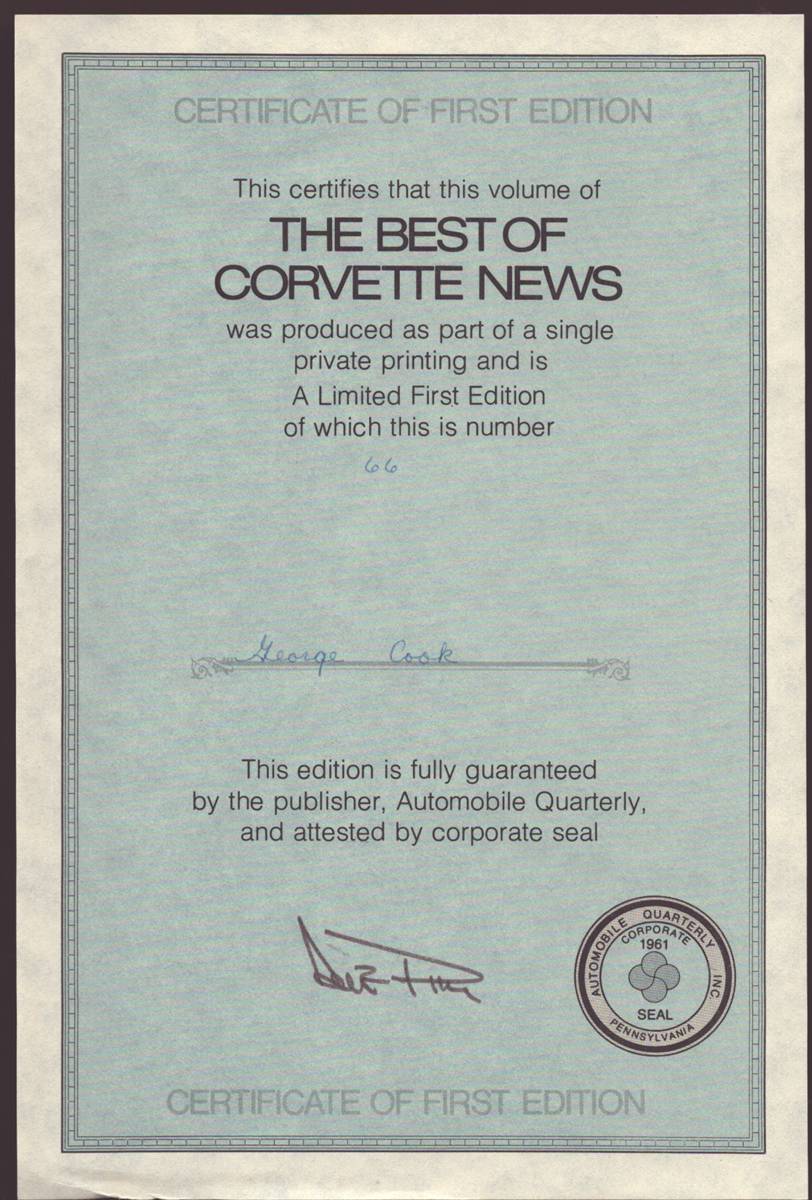 CERTIFICATE OF FIRST EDITION
This certifies that this volume of
THE BEST OF
CORVETTE NEWS
was produced as part of a single
private printing and is
A Limited First Edition
of which this is number
66
George Cook
This edition is fully guaranteed
by the publisher, Automobile Quarterly,
and attested by corporate seal
AUTOMOBILE QUARTERLY INC.
CORPORATE
1961
SEAL
PENNSYLVANIA
CERTIFICATE OF FIRST EDITION